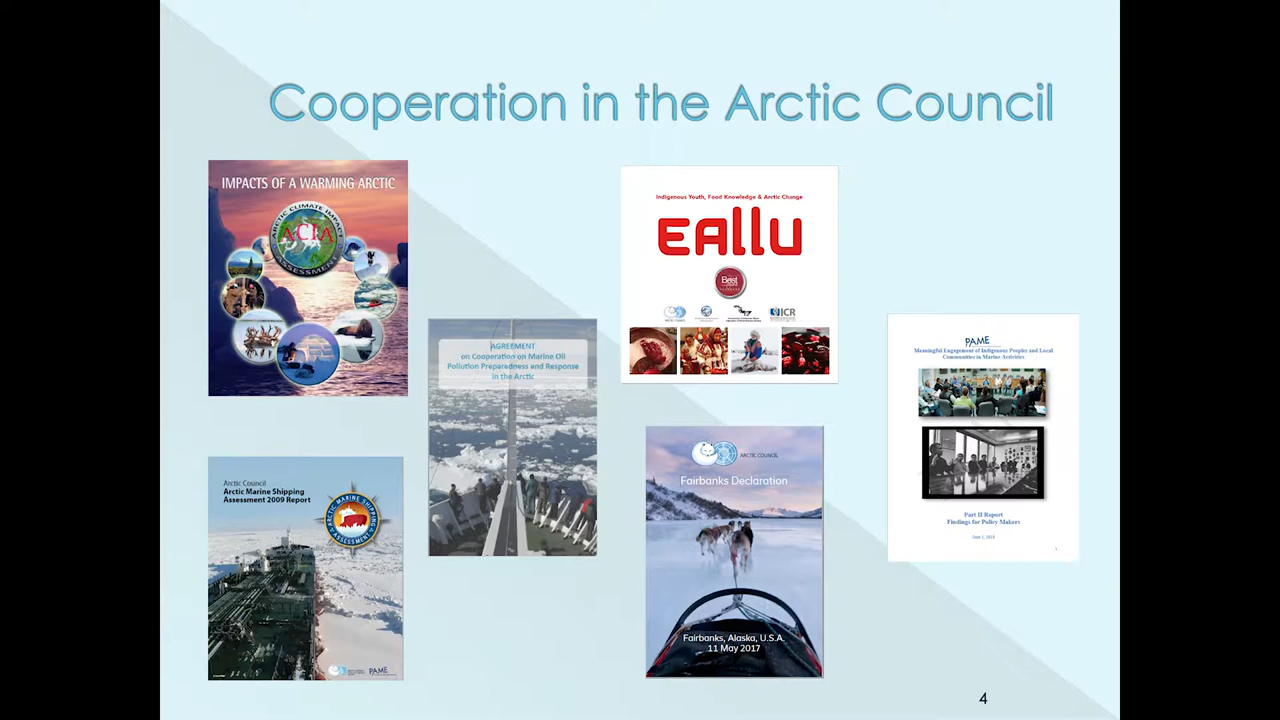 Cooperation in the Arctic Council
IMPACTS OF A WARMING ARCTIC
ARCTIC CLIMATE IMPACT
ACIA
ASSESSMENT
Indigenous Youth, Food Knowledge & Arctic Change
EALLU
Best
ICR
AGREEMENT
on Cooperation on Marine Oil
Pollution Preparedness and Response
in the Arctic
PAME
Meaningful Engagement of Indigenous Peoples and Local
Communities in Marine Activities
Part II Report
Findings for Policy Makers
Arctic Council
Arctic Marine Shipping
Assessment 2009 Report
ARCTIC MARINE SHIPPING
ASSESSMENT
PAME
ARCTIC COUNCIL
Fairbanks Declaration
Fairbanks, Alaska, U.S.A.
11 May 2017
4